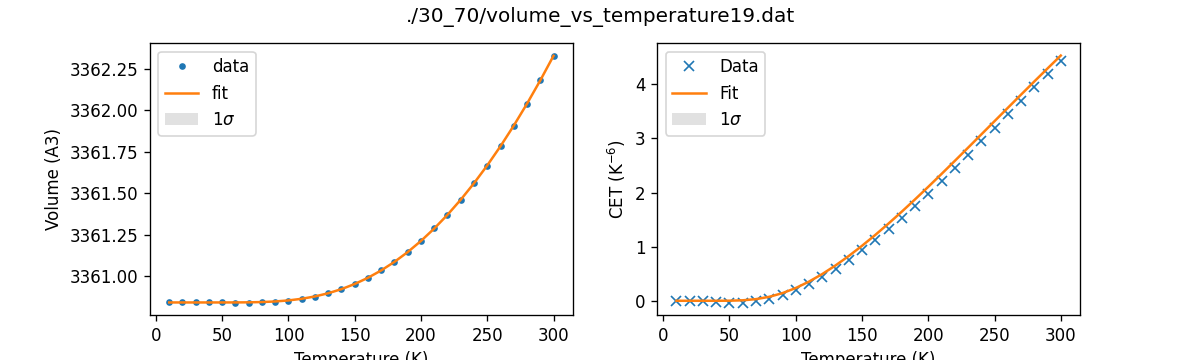 ./30_70/volume_vs_temperature19.dat
Volume (A3)
3362.25
3362.00
3361.75
3361.50
3361.25
3361.00
data
fit
1σ
0 50 100 150 200 250 300
Temperature (K)
CET (K⁻⁶)
4
3
2
1
0
Data
Fit
1σ
0 50 100 150 200 250 300
Temperature (K)